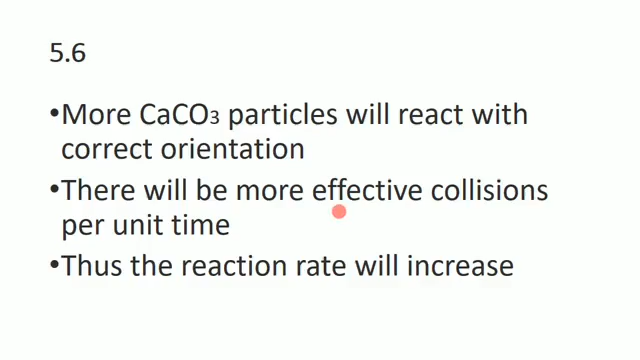 5.6
•More CaCO₃ particles will react with
correct orientation
•There will be more effective collisions
per unit time
•Thus the reaction rate will increase